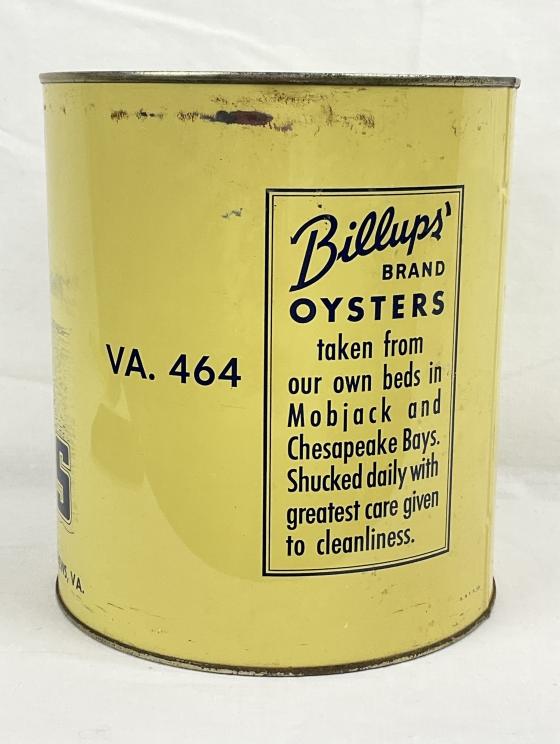 Billups'
BRAND
OYSTERS
taken from
our own beds in
Mobjack and
Chesapeake Bays.
Shucked daily with
greatest care given
to cleanliness.
VA. 464
S
VA.